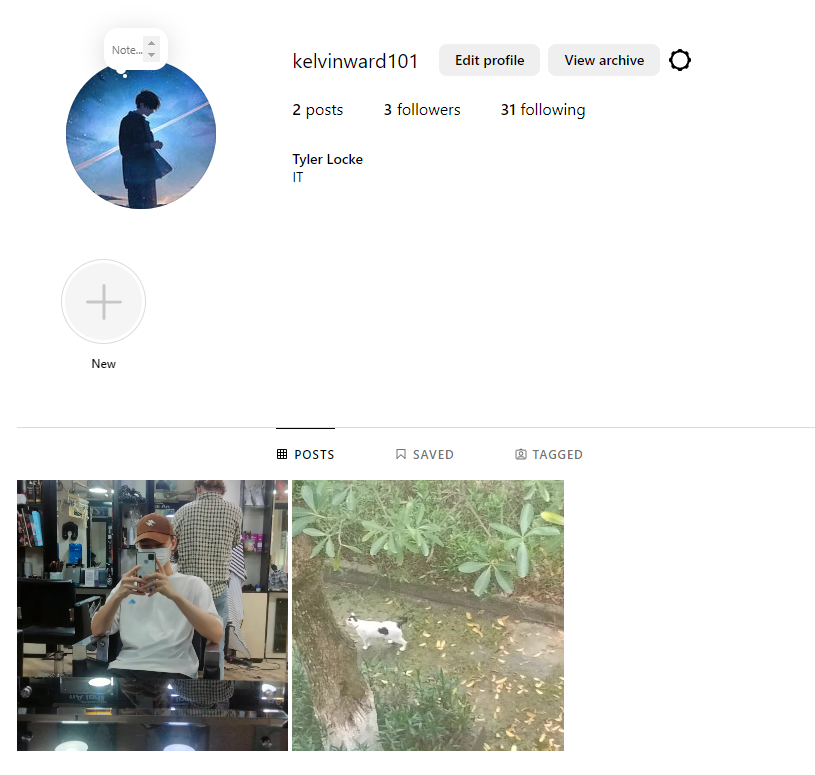 Note...
kelvinward101
Edit profile
View archive
2 posts
3 followers
31 following
Tyler Locke
IT
New
POSTS
SAVED
TAGGED